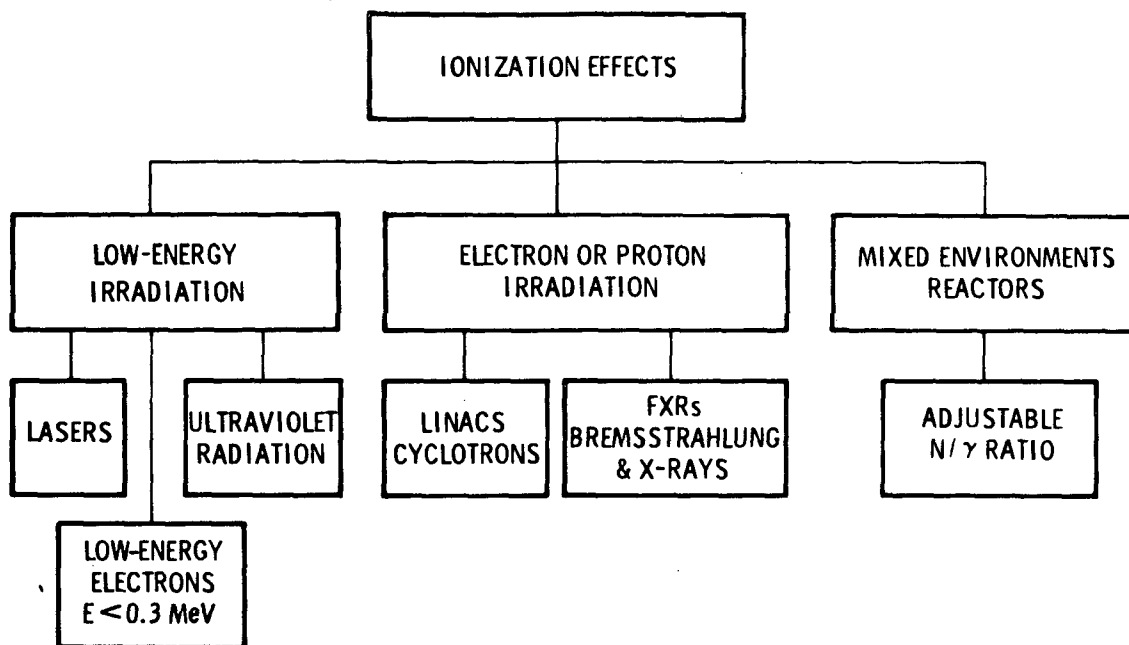 IONIZATION EFFECTS
LOW-ENERGY
IRRADIATION
ELECTRON OR PROTON
IRRADIATION
MIXED ENVIRONMENTS
REACTORS
LASERS
ULTRAVIOLET
RADIATION
LINACS
CYCLOTRONS
FXRs
BREMSSTRAHLUNG
& X-RAYS
ADJUSTABLE
N/γ RATIO
LOW-ENERGY
ELECTRONS
E < 0.3 MeV